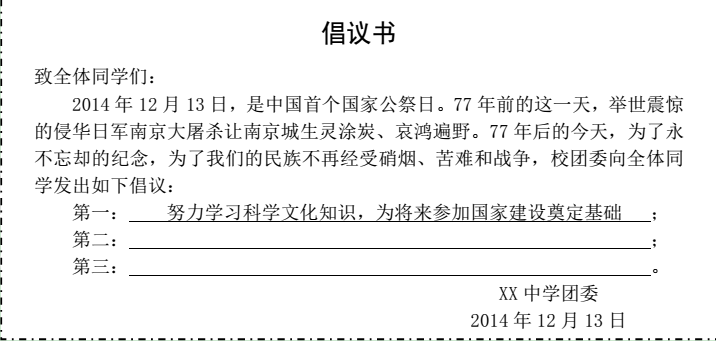 倡议书
致全体同学们：
2014 年 12 月 13 日，是中国首个国家公祭日。77 年前的这一天，举世震惊
的侵华日军南京大屠杀让南京城生灵涂炭、哀鸿遍野。77 年后的今天，为了永
不忘却的纪念，为了我们的民族不再经受硝烟、苦难和战争，校团委向全体同
学发出如下倡议：
第一：努力学习科学文化知识，为将来参加国家建设奠定基础；
第二：；
第三：。
XX 中学团委
2014 年 12 月 13 日